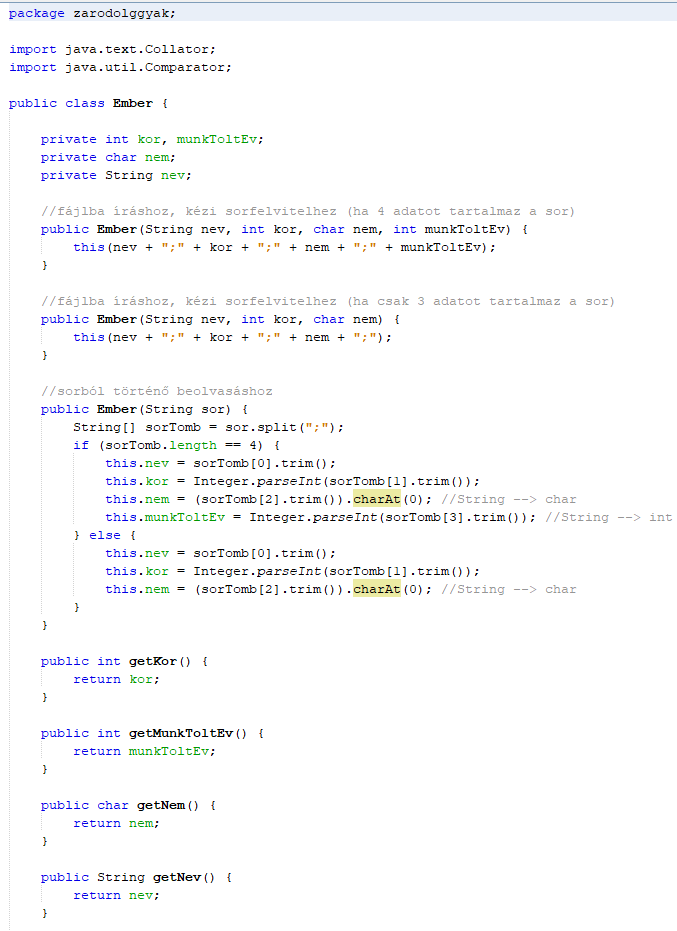 package zarodolggyak;
import java.text.Collator;
import java.util.Comparator;
public class Ember {
private int kor, munkToltEv;
private char nem;
private String nev;
//fájlba íráshoz, kézi sorfelvitelhez (ha 4 adatot tartalmaz a sor)
public Ember(String nev, int kor, char nem, int munkToltEv) {
this(nev + ";" + kor + ";" + nem + ";" + munkToltEv);
}
//fájlba íráshoz, kézi sorfelvitelhez (ha csak 3 adatot tartalmaz a sor)
public Ember(String nev, int kor, char nem) {
this(nev + ";" + kor + ";" + nem + ";");
}
//sorból történő beolvasáshoz
public Ember(String sor) {
String[] sorTomb = sor.split(";");
if (sorTomb.length == 4) {
this.nev = sorTomb[0].trim();
this.kor = Integer.parseInt(sorTomb[1].trim());
this.nem = (sorTomb[2].trim()).charAt(0); //String --> char
this.munkToltEv = Integer.parseInt(sorTomb[3].trim()); //String --> int
} else {
this.nev = sorTomb[0].trim();
this.kor = Integer.parseInt(sorTomb[1].trim());
this.nem = (sorTomb[2].trim()).charAt(0); //String --> char
}
}
public int getKor() {
return kor;
}
public int getMunkToltEv() {
return munkToltEv;
}
public char getNem() {
return nem;
}
public String getNev() {
return nev;
}